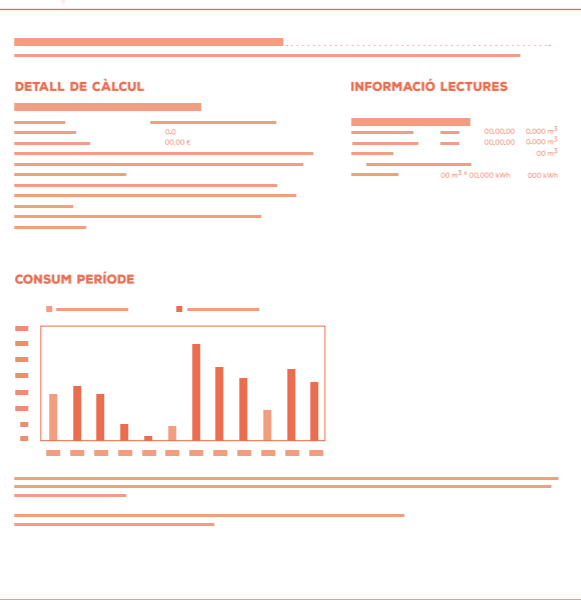 DETALL DE CÀLCUL
0.0
00,00 €
INFORMACIÓ LECTURES
00.00.00 0.000 m³
00.00.00 0.000 m³
00 m³
00 m³ x 00,000 kWh 000 kWh
CONSUM PERÍODE